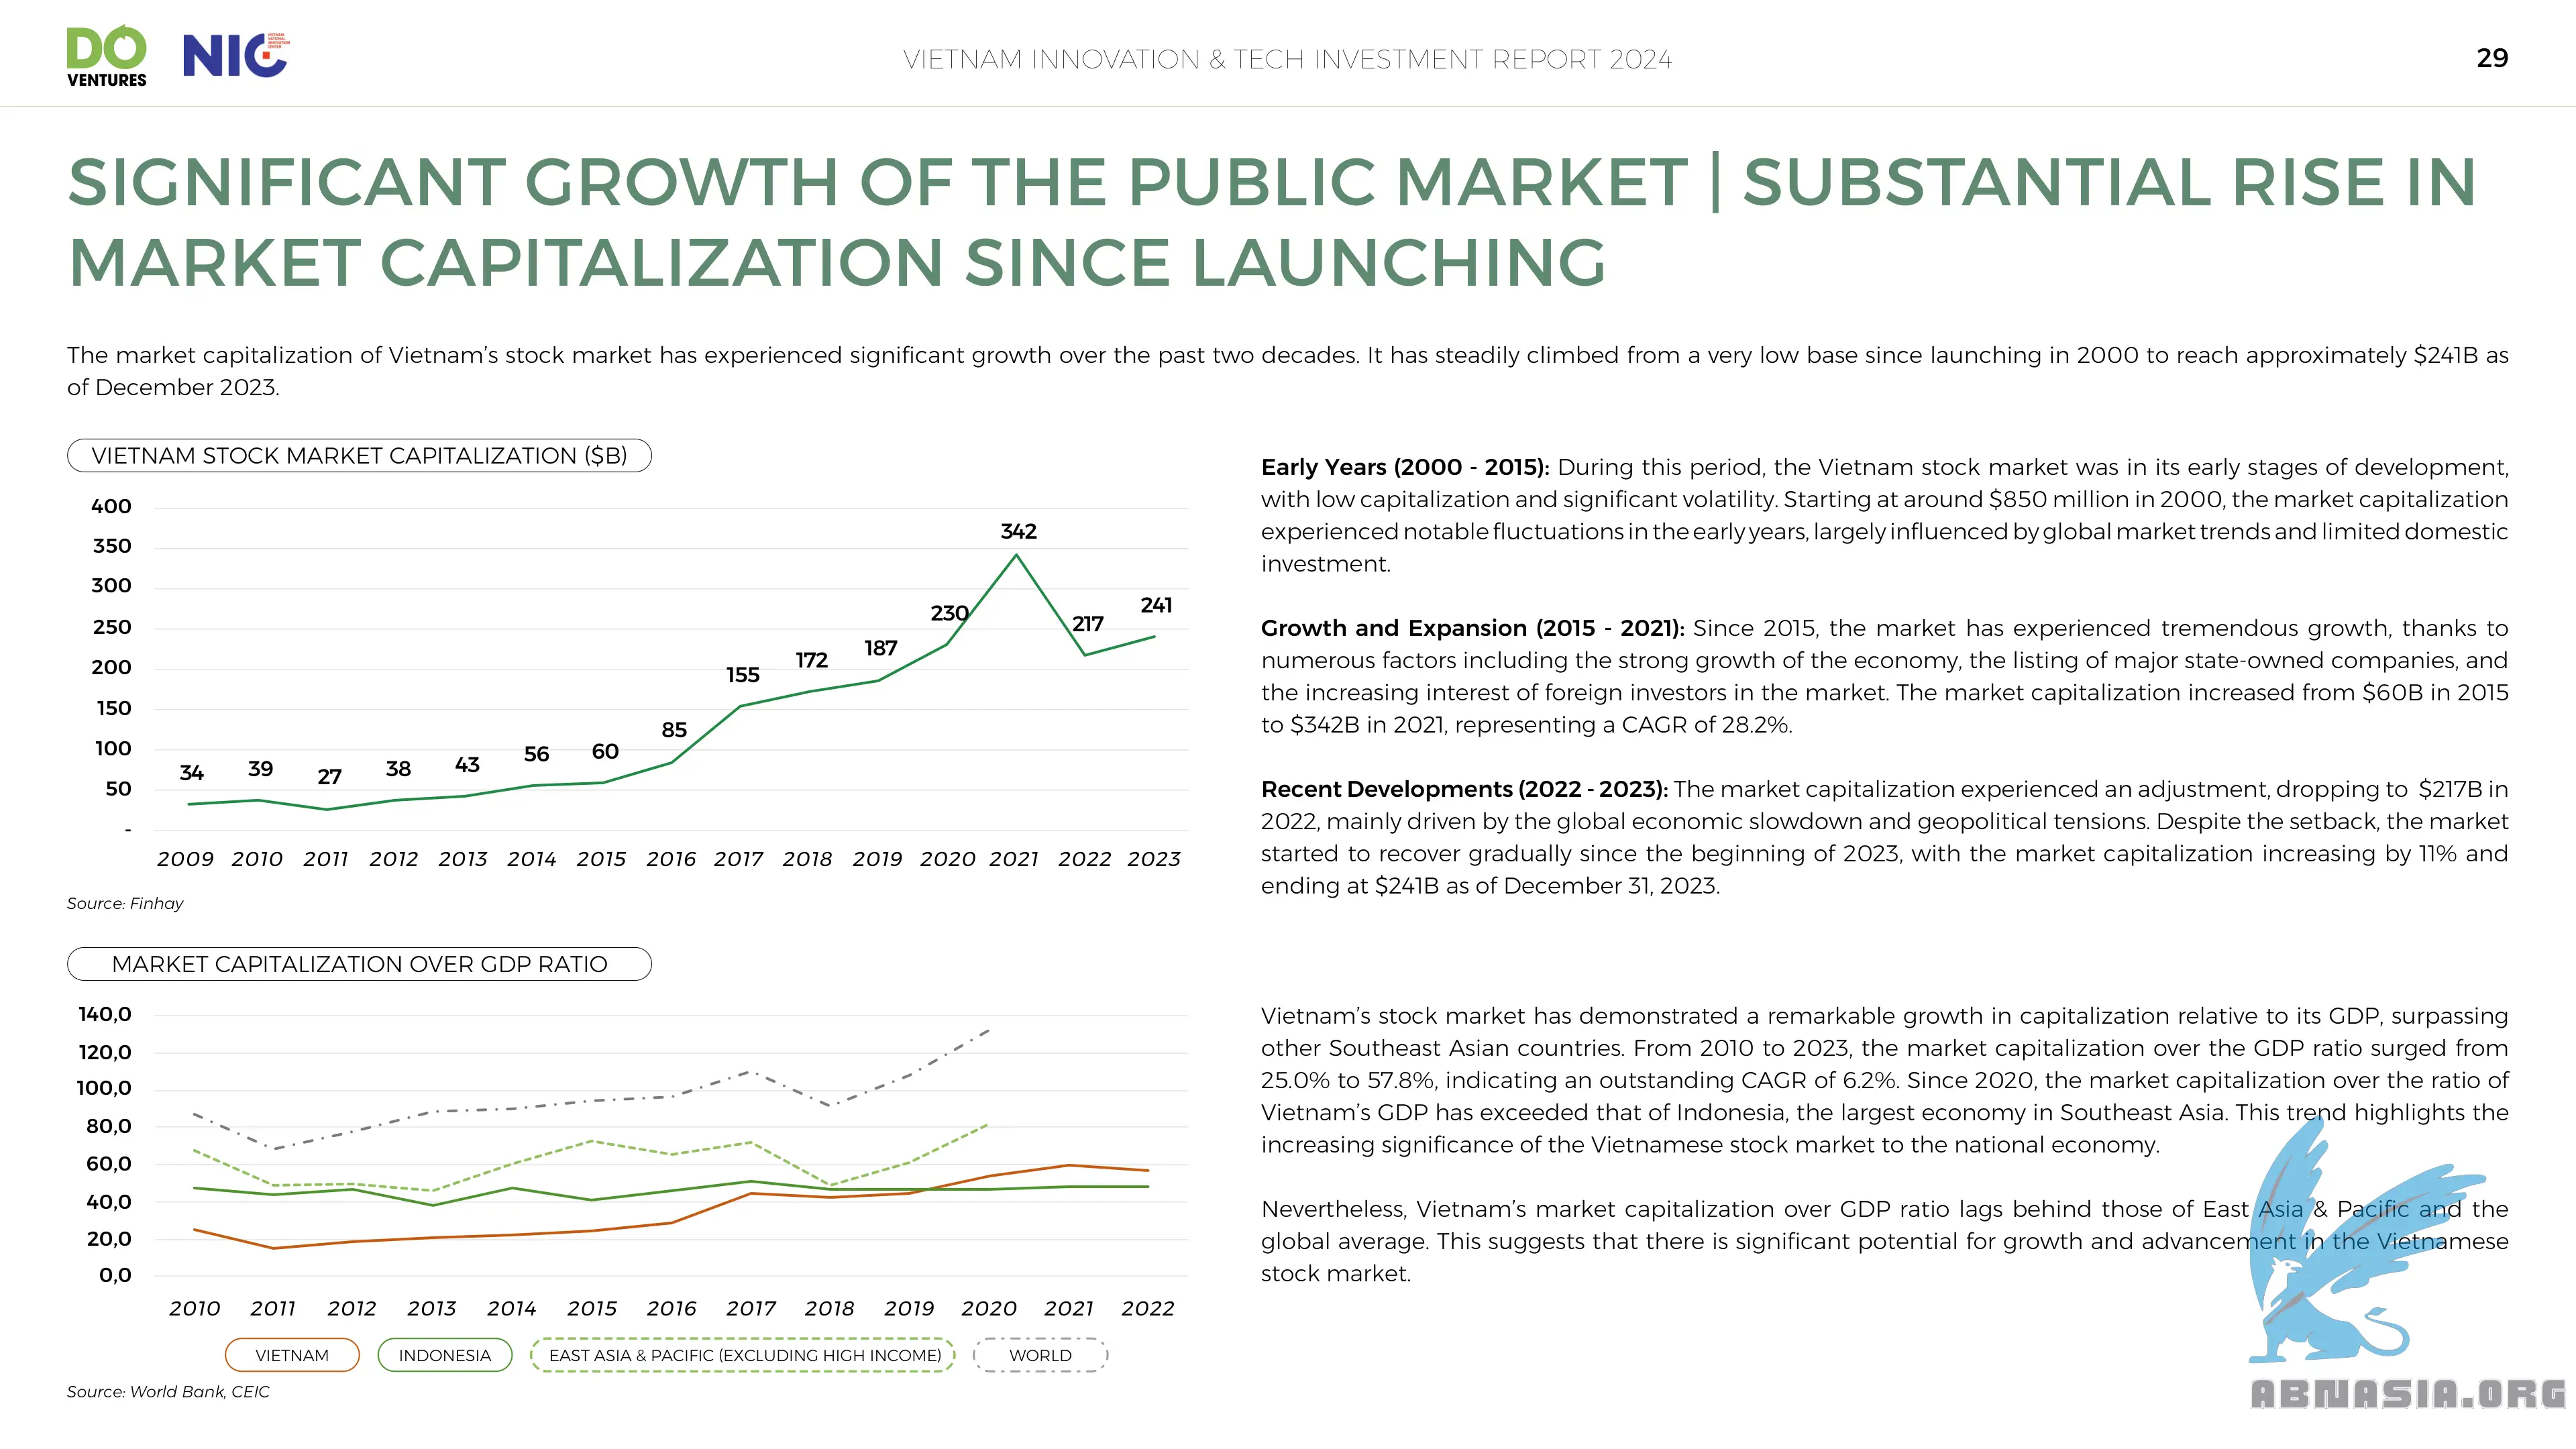 DO
VENTURES
NIC
VIETNAM
NATIONAL
INNOVATION
CENTER
VIETNAM INNOVATION & TECH INVESTMENT REPORT 2024
29
SIGNIFICANT GROWTH OF THE PUBLIC MARKET | SUBSTANTIAL RISE IN
MARKET CAPITALIZATION SINCE LAUNCHING
The market capitalization of Vietnam's stock market has experienced significant growth over the past two decades. It has steadily climbed from a very low base since launching in 2000 to reach approximately $241B as
of December 2023.
VIETNAM STOCK MARKET CAPITALIZATION ($B)
400
350
300
250
200
150
100
50
-
34
39
27
38
43
56
60
85
155
172
187
230
342
217
241
2009 2010 2011 2012 2013 2014 2015 2016 2017 2018 2019 2020 2021 2022 2023
Source: Finhay
Early Years (2000 - 2015): During this period, the Vietnam stock market was in its early stages of development,
with low capitalization and significant volatility. Starting at around $850 million in 2000, the market capitalization
experienced notable fluctuations in the early years, largely influenced by global market trends and limited domestic
investment.
Growth and Expansion (2015 - 2021): Since 2015, the market has experienced tremendous growth, thanks to
numerous factors including the strong growth of the economy, the listing of major state-owned companies, and
the increasing interest of foreign investors in the market. The market capitalization increased from $60B in 2015
to $342B in 2021, representing a CAGR of 28.2%.
Recent Developments (2022 - 2023): The market capitalization experienced an adjustment, dropping to $217B in
2022, mainly driven by the global economic slowdown and geopolitical tensions. Despite the setback, the market
started to recover gradually since the beginning of 2023, with the market capitalization increasing by 11% and
ending at $241B as of December 31, 2023.
MARKET CAPITALIZATION OVER GDP RATIO
140,0
120,0
100,0
80,0
60,0
40,0
20,0
0,0
2010 2011 2012 2013 2014 2015 2016 2017 2018 2019 2020 2021 2022
VIETNAM
INDONESIA
EAST ASIA & PACIFIC (EXCLUDING HIGH INCOME)
WORLD
Source: World Bank, CEIC
Vietnam's stock market has demonstrated a remarkable growth in capitalization relative to its GDP, surpassing
other Southeast Asian countries. From 2010 to 2023, the market capitalization over the GDP ratio surged from
25.0% to 57.8%, indicating an outstanding CAGR of 6.2%. Since 2020, the market capitalization over the ratio of
Vietnam's GDP has exceeded that of Indonesia, the largest economy in Southeast Asia. This trend highlights the
increasing significance of the Vietnamese stock market to the national economy.
Nevertheless, Vietnam's market capitalization over GDP ratio lags behind those of East Asia & Pacific and the
global average. This suggests that there is significant potential for growth and advancement in the Vietnamese
stock market.
ABNASIA.ORG